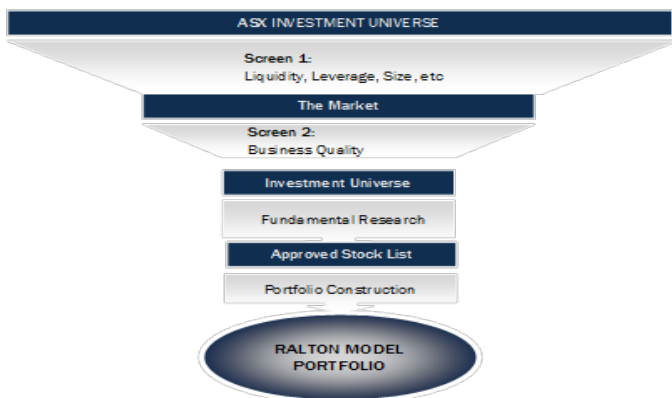 ASX INVESTMENT UNIVERSE
Screen 1:
Liquidity, Leverage, Size, etc
The Market
Screen 2:
Business Quality
Investment Universe
Fundamental Research
Approved Stock List
Portfolio Construction
RALTON MODEL
PORTFOLIO